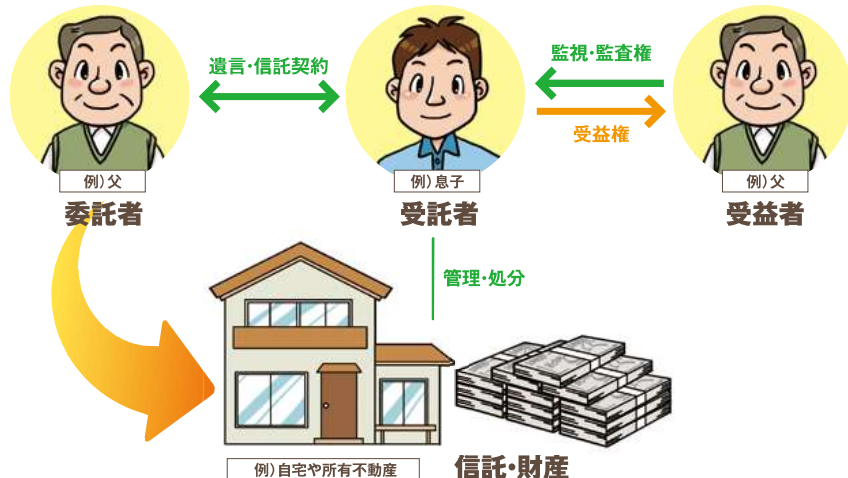 遺言・信託契約
監視・監査権
受益権
例）父
例）息子
例）父
委託者
受託者
受益者
管理・処分
例）自宅や所有不動産
信託・財産